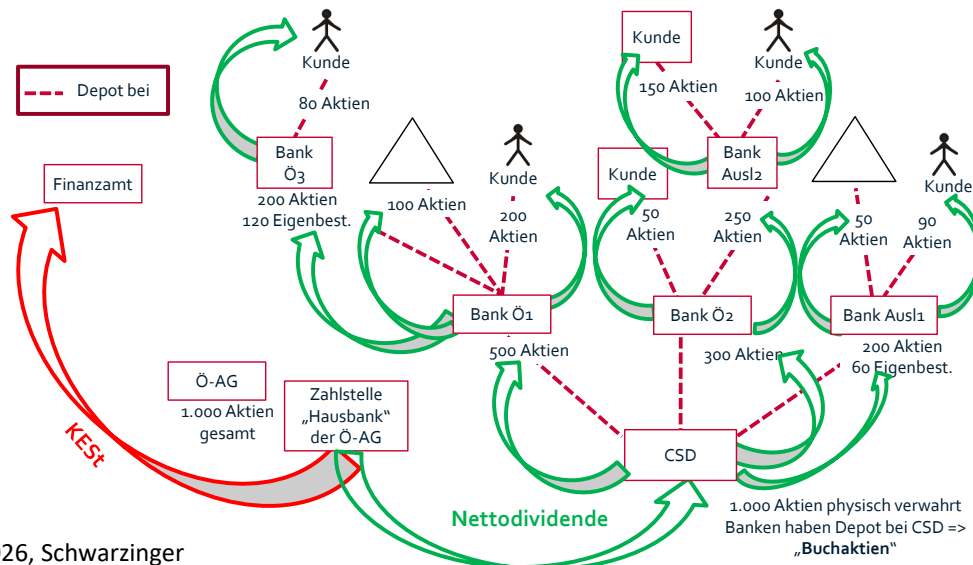 Depot bei
Kunde
80 Aktien
Bank
Ö3
200 Aktien
120 Eigenbest.
Finanzamt
100 Aktien
Kunde
200
Aktien
Bank Ö1
500 Aktien
Kunde
150 Aktien
Kunde
100 Aktien
Bank
Ausl2
Kunde
50
Aktien
250
Aktien
Bank Ö2
300 Aktien
Kunde
50
Aktien
90
Aktien
Bank Ausl1
200 Aktien
60 Eigenbest.
Ö-AG
1.000 Aktien
gesamt
Zahlstelle
„Hausbank"
der Ö-AG
KESt
CSD
Nettodividende
1.000 Aktien physisch verwahrt
Banken haben Depot bei CSD =>
„Buchaktien"
26, Schwarzinger